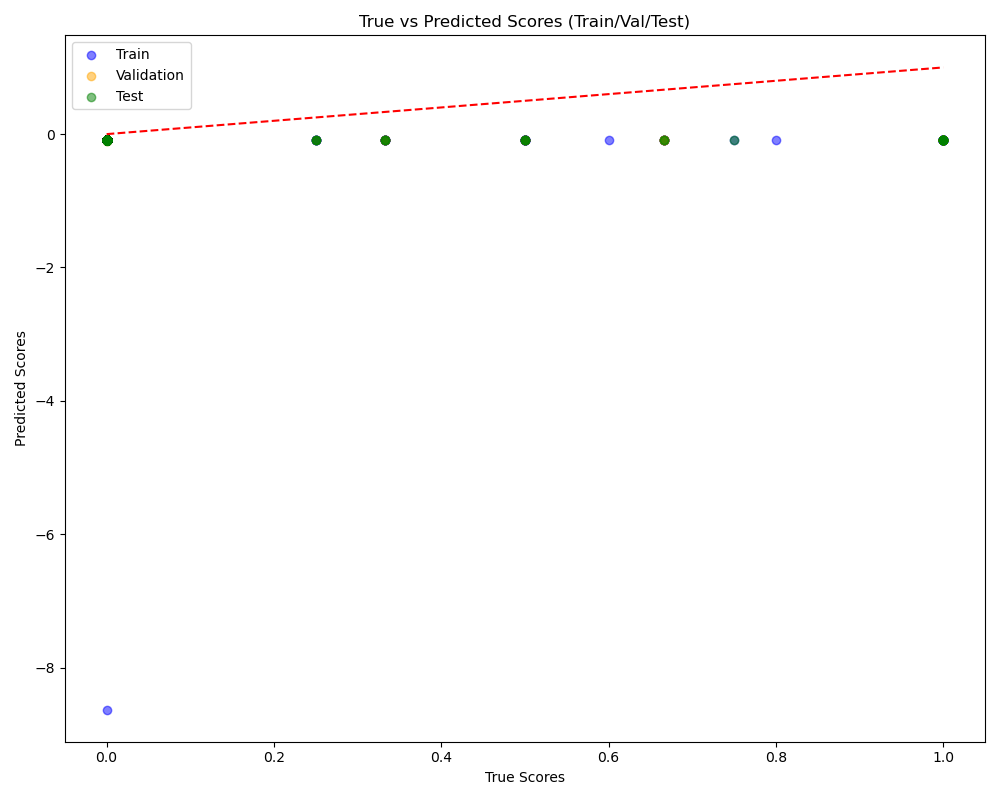 True vs Predicted Scores (Train/Val/Test)
Train
Validation
Test
Predicted Scores
0
−2
−4
−6
−8
0.0 0.2 0.4 0.6 0.8 1.0
True Scores